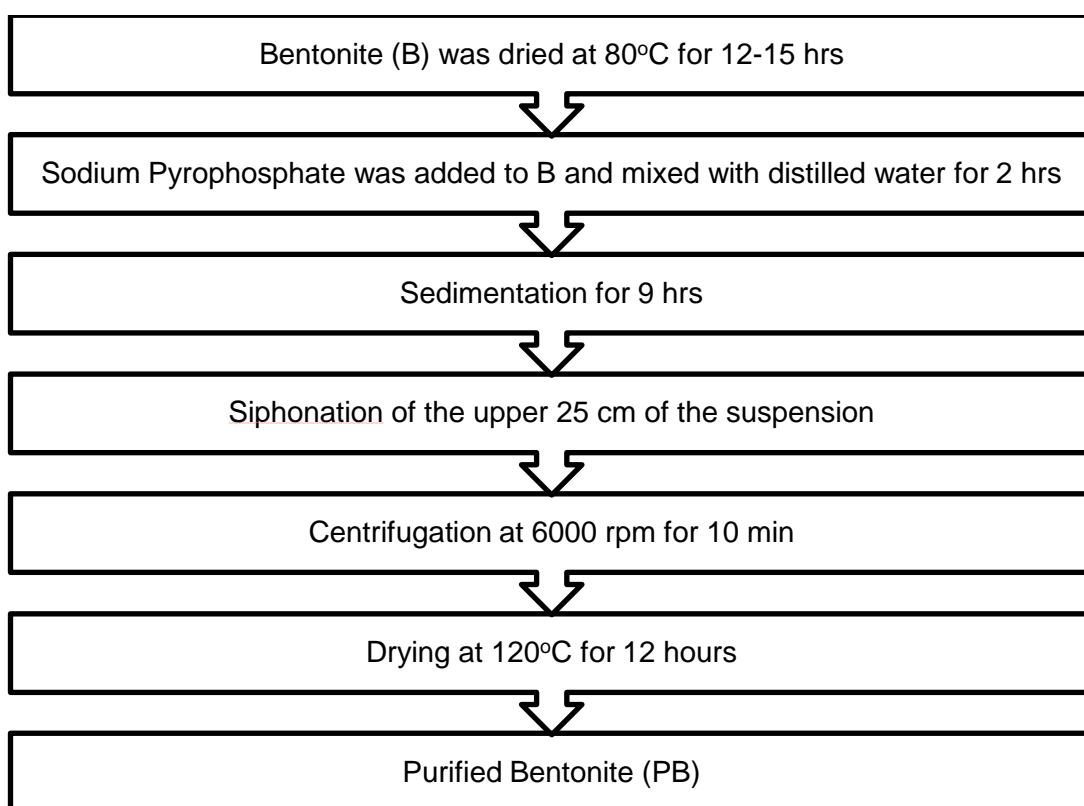 Bentonite (B) was dried at 80°C for 12-15 hrs
Sodium Pyrophosphate was added to B and mixed with distilled water for 2 hrs
Sedimentation for 9 hrs
Siphonation of the upper 25 cm of the suspension
Centrifugation at 6000 rpm for 10 min
Drying at 120°C for 12 hours
Purified Bentonite (PB)